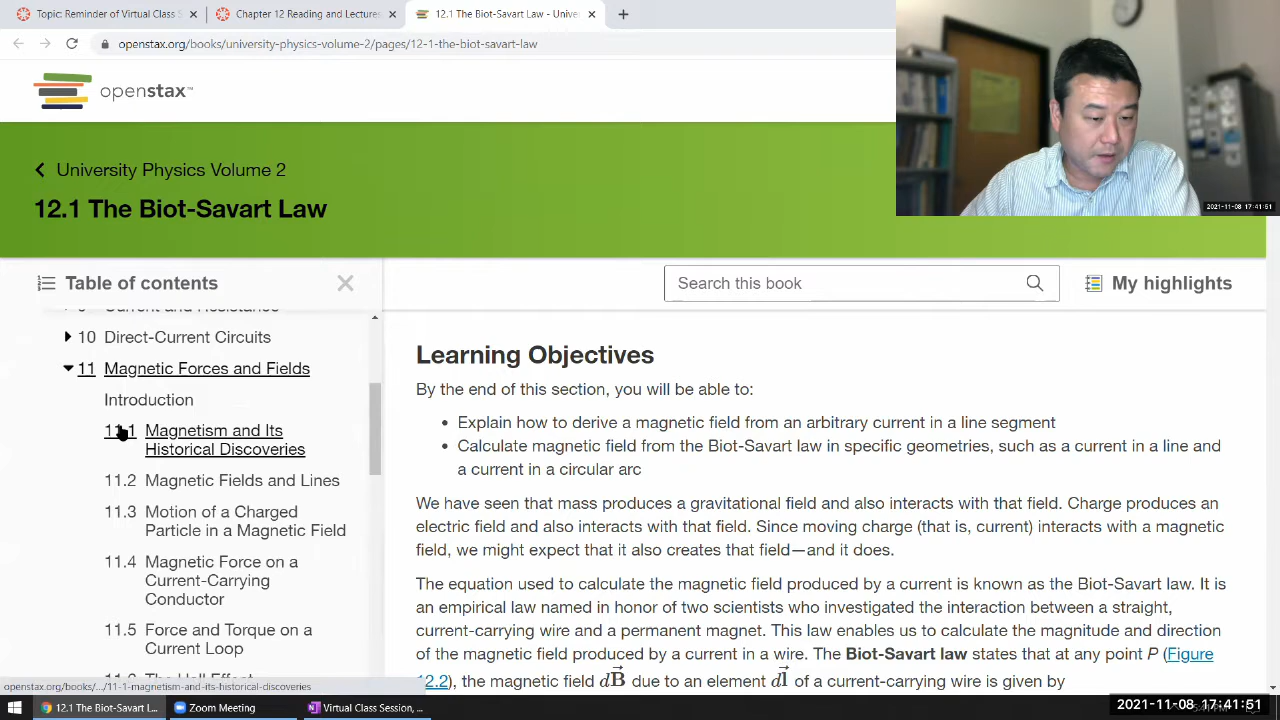 Topic: Reminder of Virtual Class S
Chapter 12 Reading and Lectures
12.1 The Biot-Savart Law - Unive
openstax.org/books/university-physics-volume-2/pages/12-1-the-biot-savart-law
openstax™
University Physics Volume 2
12.1 The Biot-Savart Law
2021-11-08 17:41:51
Table of contents
Search this book
My highlights
9 Current and Resistance
10 Direct-Current Circuits
11 Magnetic Forces and Fields
Introduction
11.1 Magnetism and Its
Historical Discoveries
11.2 Magnetic Fields and Lines
11.3 Motion of a Charged
Particle in a Magnetic Field
11.4 Magnetic Force on a
Current-Carrying
Conductor
11.5 Force and Torque on a
Current Loop
11.6 The Hall Effect
Learning Objectives
By the end of this section, you will be able to:
• Explain how to derive a magnetic field from an arbitrary current in a line segment
• Calculate magnetic field from the Biot-Savart law in specific geometries, such as a current in a line and
a current in a circular arc
We have seen that mass produces a gravitational field and also interacts with that field. Charge produces an
electric field and also interacts with that field. Since moving charge (that is, current) interacts with a magnetic
field, we might expect that it also creates that field—and it does.
The equation used to calculate the magnetic field produced by a current is known as the Biot-Savart law. It is
an empirical law named in honor of two scientists who investigated the interaction between a straight,
current-carrying wire and a permanent magnet. This law enables us to calculate the magnitude and direction
of the magnetic field produced by a current in a wire. The Biot-Savart law states that at any point P (Figure
12.2), the magnetic field dB⃗ due to an element dl⃗ of a current-carrying wire is given by
openstax.org/books/.../11-1-magnetism-and-its-historical-discoveries
12.1 The Biot-Savart L...
Zoom Meeting
Virtual Class Session, ...
2021-11-08 17:41:51